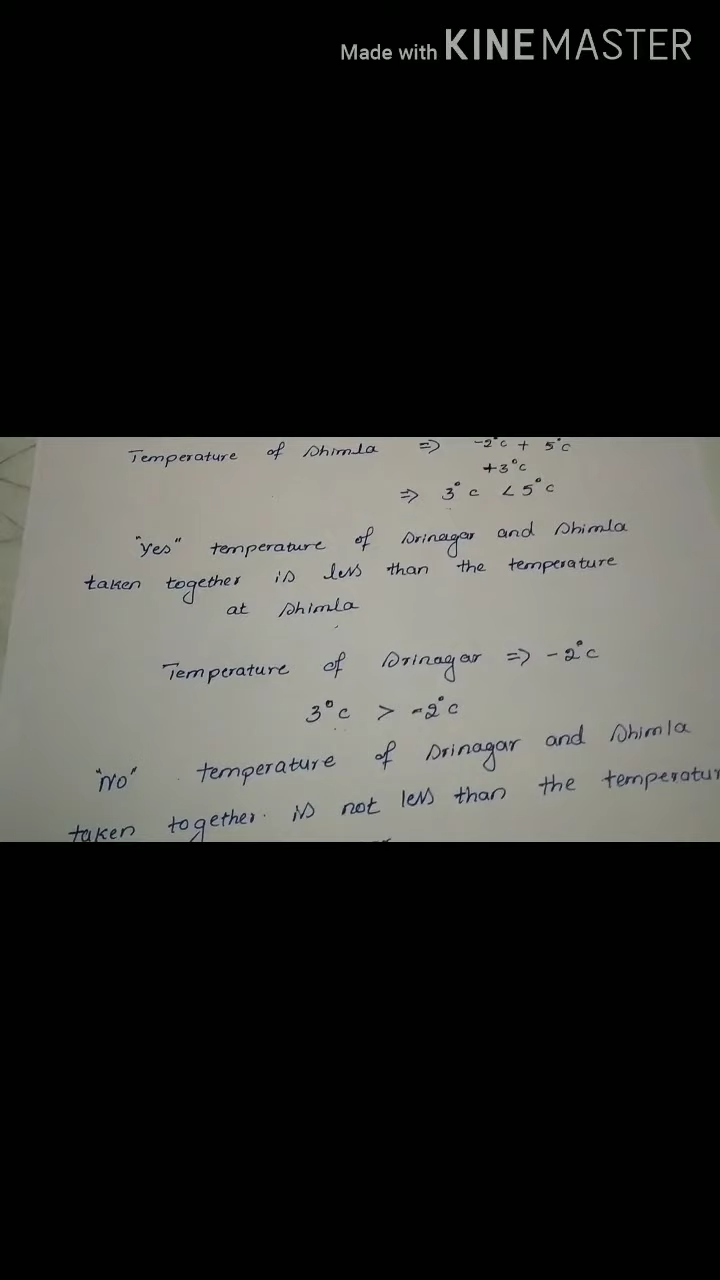 Made with KINEMASTER
Temperature of Shimla => -2°c + 5°c
+3°c
=> 3°c < 5°c
"yes" temperature of Srinagar and Shimla
taken together is less than the temperature
at Shimla
Temperature of Srinagar => -2°c
3°c > -2°c
"No" temperature of Srinagar and Shimla
taken together is not less than the temperatur